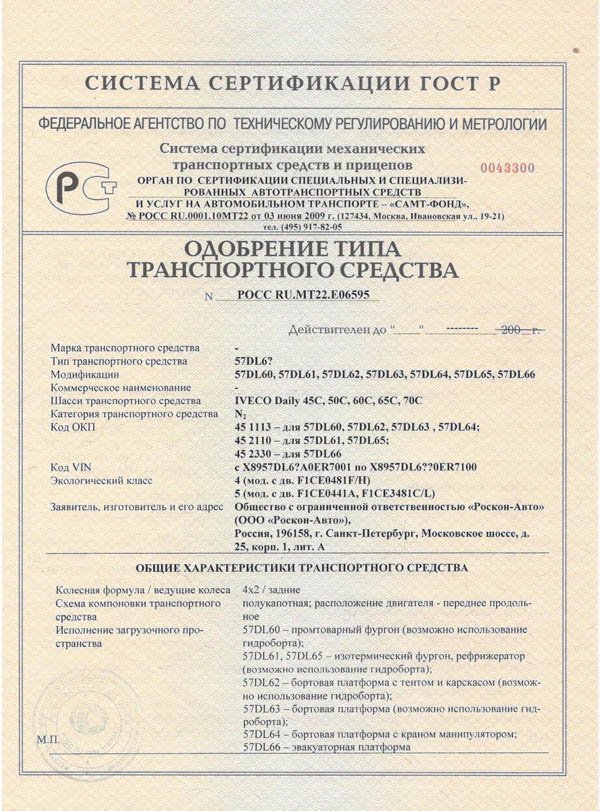 СИСТЕМА СЕРТИФИКАЦИИ ГОСТ Р
ФЕДЕРАЛЬНОЕ АГЕНТСТВО ПО ТЕХНИЧЕСКОМУ РЕГУЛИРОВАНИЮ И МЕТРОЛОГИИ
Система сертификации механических
транспортных средств и прицепов
0043300
РСТ
ОРГАН ПО СЕРТИФИКАЦИИ СПЕЦИАЛЬНЫХ И СПЕЦИАЛИЗИ-
РОВАННЫХ АВТОТРАНСПОРТНЫХ СРЕДСТВ
И УСЛУГ НА АВТОМОБИЛЬНОМ ТРАНСПОРТЕ – «САМТ-ФОНД»,
№ РОСС RU.0001.10МТ22 от 03 июня 2009 г. (127434, Москва, Ивановская ул., 19-21)
тел. (495) 917-82-05
ОДОБРЕНИЕ ТИПА
ТРАНСПОРТНОГО СРЕДСТВА
N РОСС RU.МТ22.Е06595
Действителен до "____" -------- 200 г.
Марка транспортного средства -
Тип транспортного средства 57DL6?
Модификации 57DL60, 57DL61, 57DL62, 57DL63, 57DL64, 57DL65, 57DL66
Коммерческое наименование -
Шасси транспортного средства IVECO Daily 45C, 50C, 60C, 65C, 70C
Категория транспортного средства N₂
Код ОКП 45 1113 – для 57DL60, 57DL62, 57DL63 , 57DL64;
45 2110 – для 57DL61, 57DL65;
45 2330 – для 57DL66
Код VIN с X8957DL6?A0ER7001 по X8957DL6??0ER7100
Экологический класс 4 (мод. с дв. F1CE0481F/H)
5 (мод. с дв. F1CE0441A, F1CE3481C/L)
Заявитель, изготовитель и его адрес Общество с ограниченной ответственностью «Роскон-Авто»
(ООО «Роскон-Авто»),
Россия, 196158, г. Санкт-Петербург, Московское шоссе, д.
25, корп. 1, лит. А
ОБЩИЕ ХАРАКТЕРИСТИКИ ТРАНСПОРТНОГО СРЕДСТВА
Колесная формула / ведущие колеса 4x2 / задние
Схема компоновки транспортного полукапотная; расположение двигателя - переднее продоль-
средства ное
Исполнение загрузочного про- 57DL60 – промтоварный фургон (возможно использование
странства гидроборта);
57DL61, 57DL65 – изотермический фургон, рефрижератор
(возможно использование гидроборта);
57DL62 – бортовая платформа с тентом и каркасом (возмож-
но использование гидроборта);
57DL63 – бортовая платформа (возможно использование гид-
роборта);
57DL64 – бортовая платформа с краном манипулятором;
М.П. 57DL66 – эвакуаторная платформа